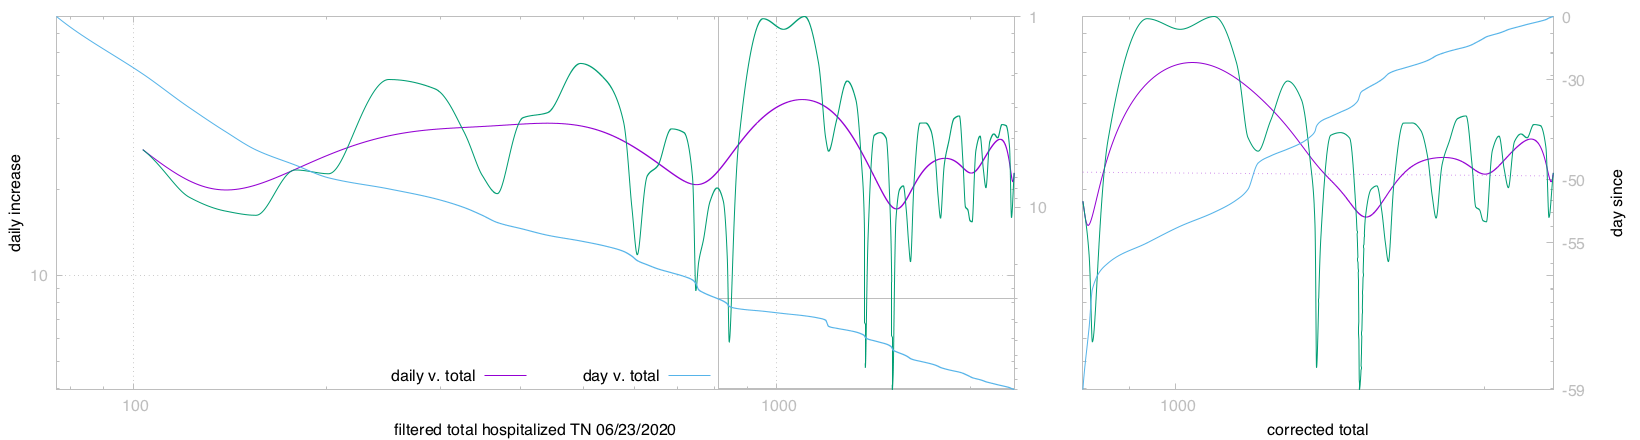 daily increase
10
100
1000
1
10
daily v. total
day v. total
filtered total hospitalized TN 06/23/2020
1000
corrected total
0
-30
-50
-55
-59
day since